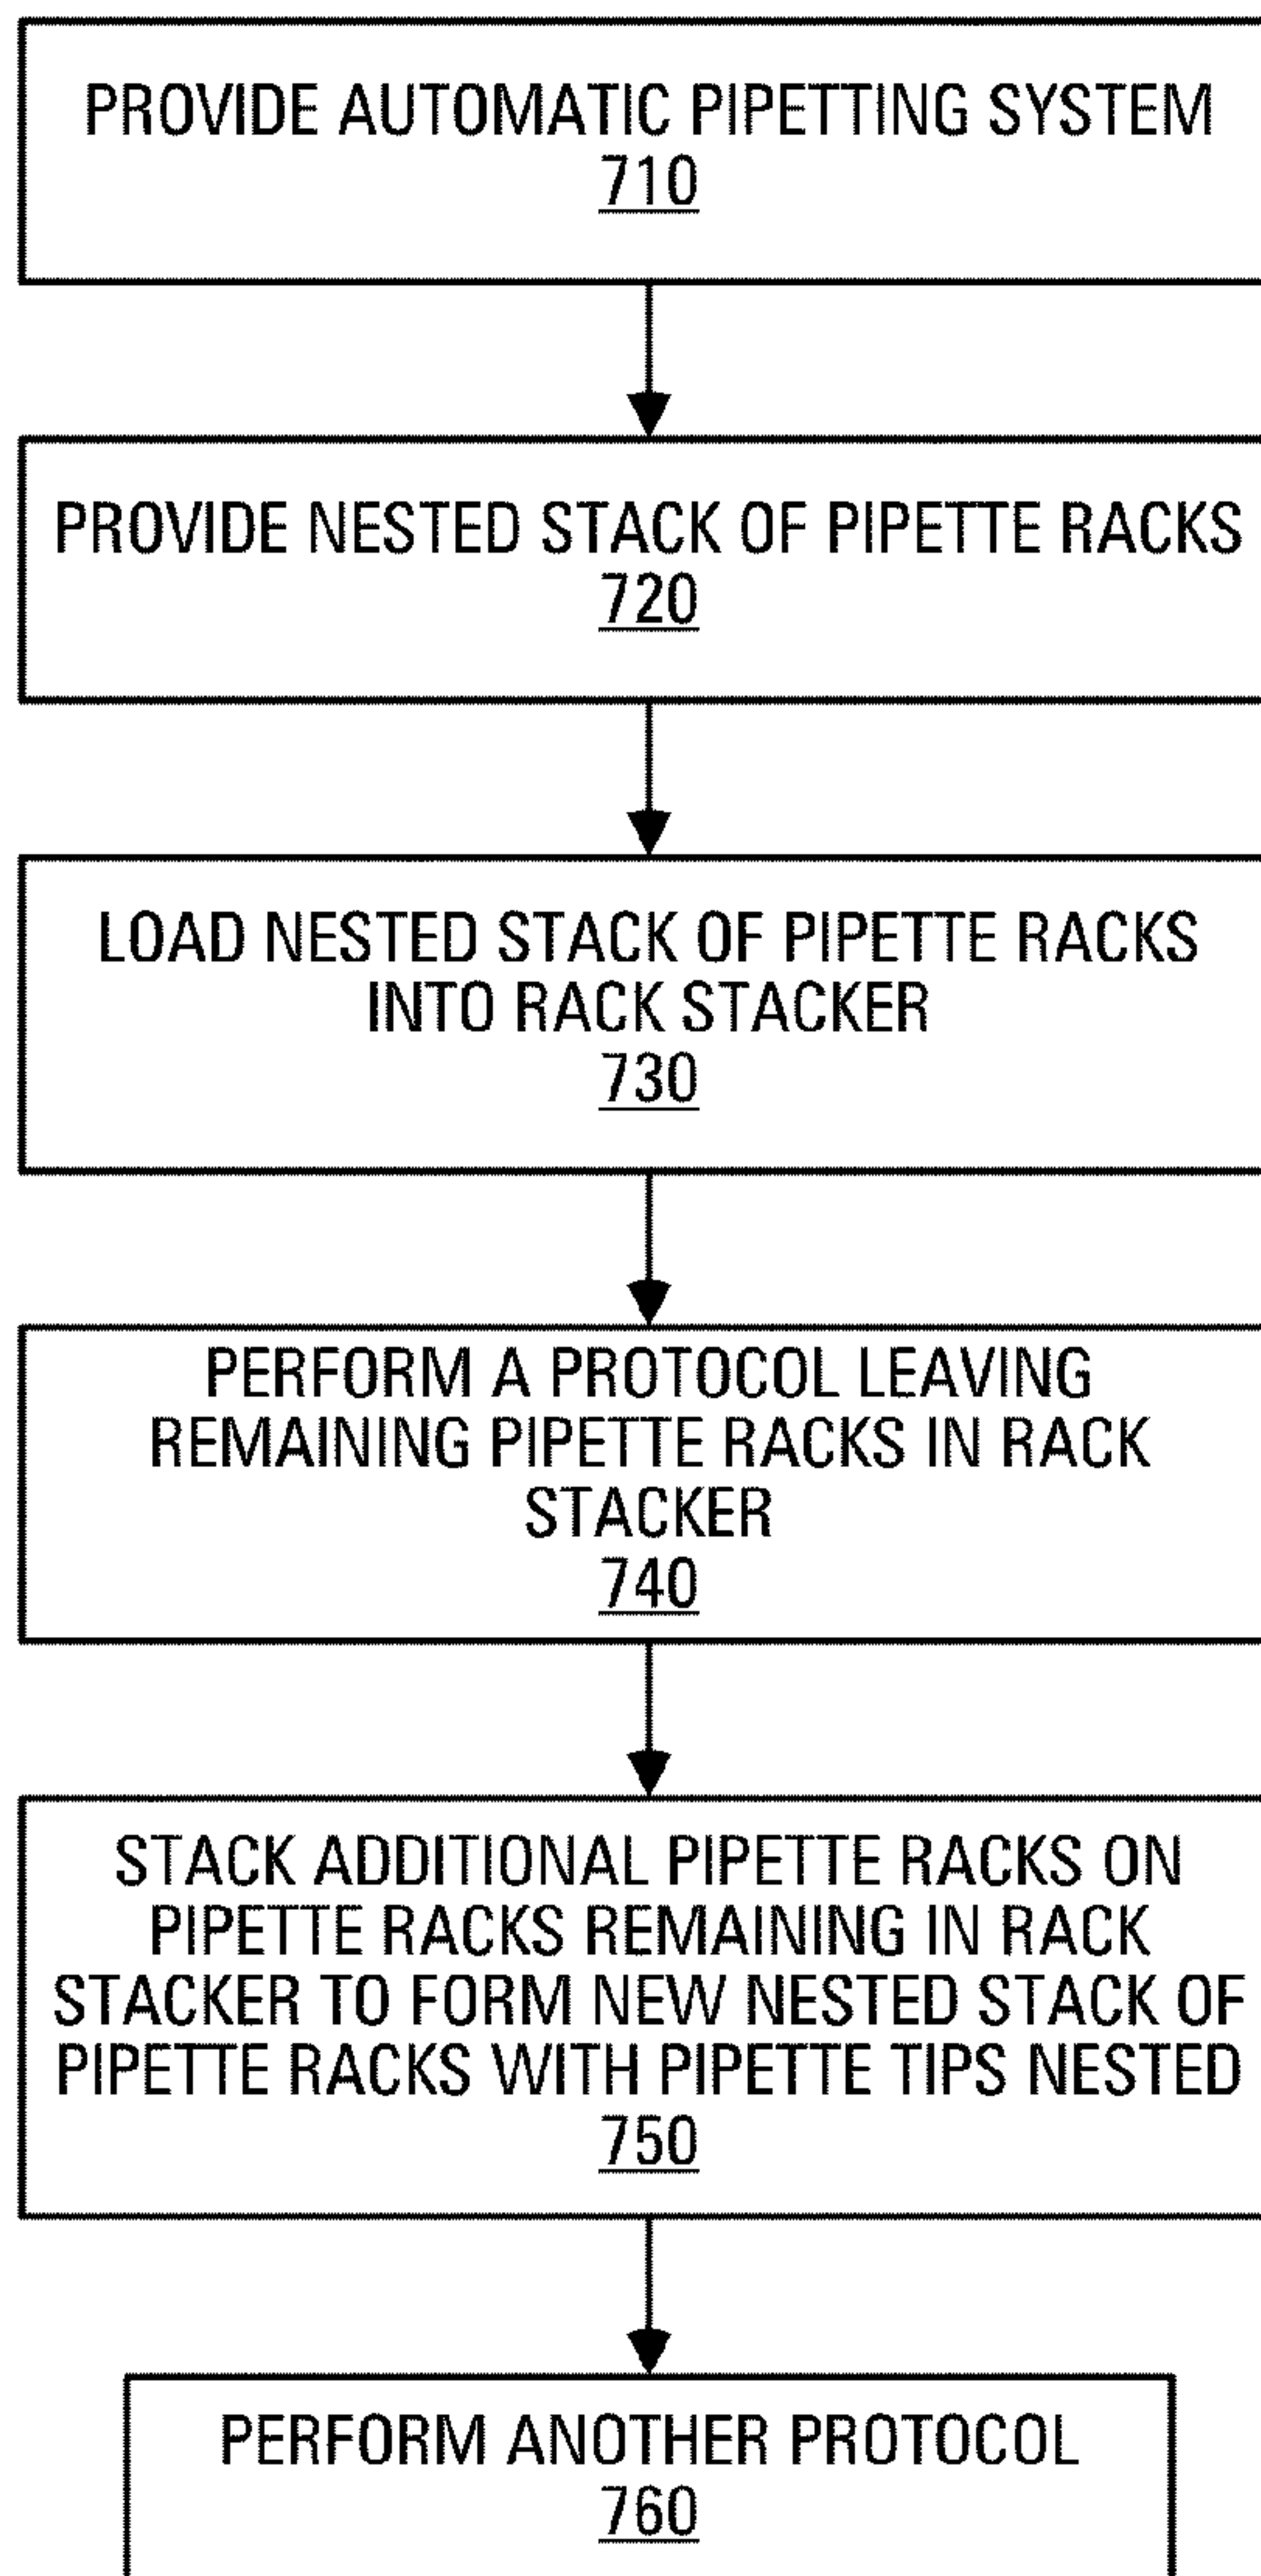 PROVIDE AUTOMATIC PIPETTING SYSTEM
710
PROVIDE NESTED STACK OF PIPETTE RACKS
720
LOAD NESTED STACK OF PIPETTE RACKS
INTO RACK STACKER
730
PERFORM A PROTOCOL LEAVING
REMAINING PIPETTE RACKS IN RACK
STACKER
740
STACK ADDITIONAL PIPETTE RACKS ON
PIPETTE RACKS REMAINING IN RACK
STACKER TO FORM NEW NESTED STACK OF
PIPETTE RACKS WITH PIPETTE TIPS NESTED
750
PERFORM ANOTHER PROTOCOL
760